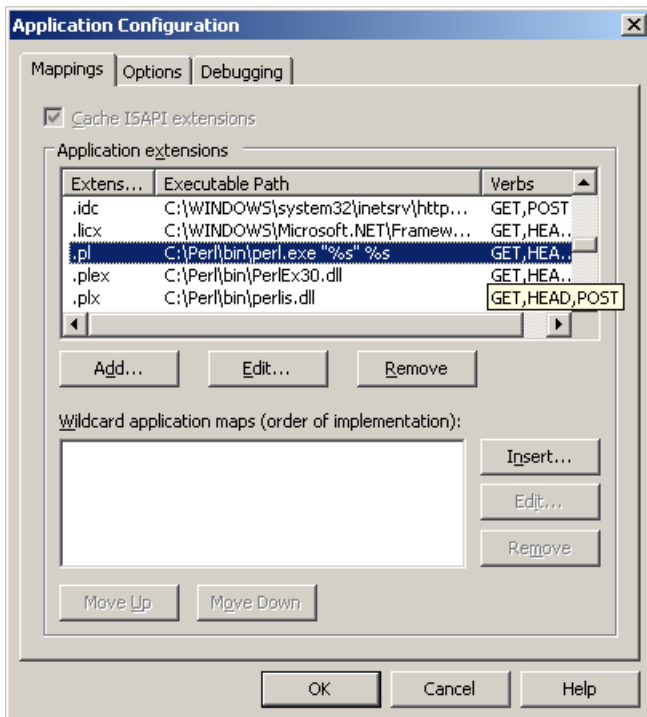 Application Configuration
Mappings Options Debugging
Cache ISAPI extensions
Application extensions
Extens... Executable Path Verbs
.idc C:\WINDOWS\system32\inetsrv\http... GET,POST
.licx C:\WINDOWS\Microsoft.NET\Framew... GET,HEA...
.pl C:\Perl\bin\perl.exe "%s" %s GET,HEA...
.plex C:\Perl\bin\PerlEx30.dll GET,HEA...
.plx C:\Perl\bin\perlis.dll GET,HEAD,POST
Add... Edit... Remove
Wildcard application maps (order of implementation):
Insert...
Edit...
Remove
Move Up Move Down
OK Cancel Help